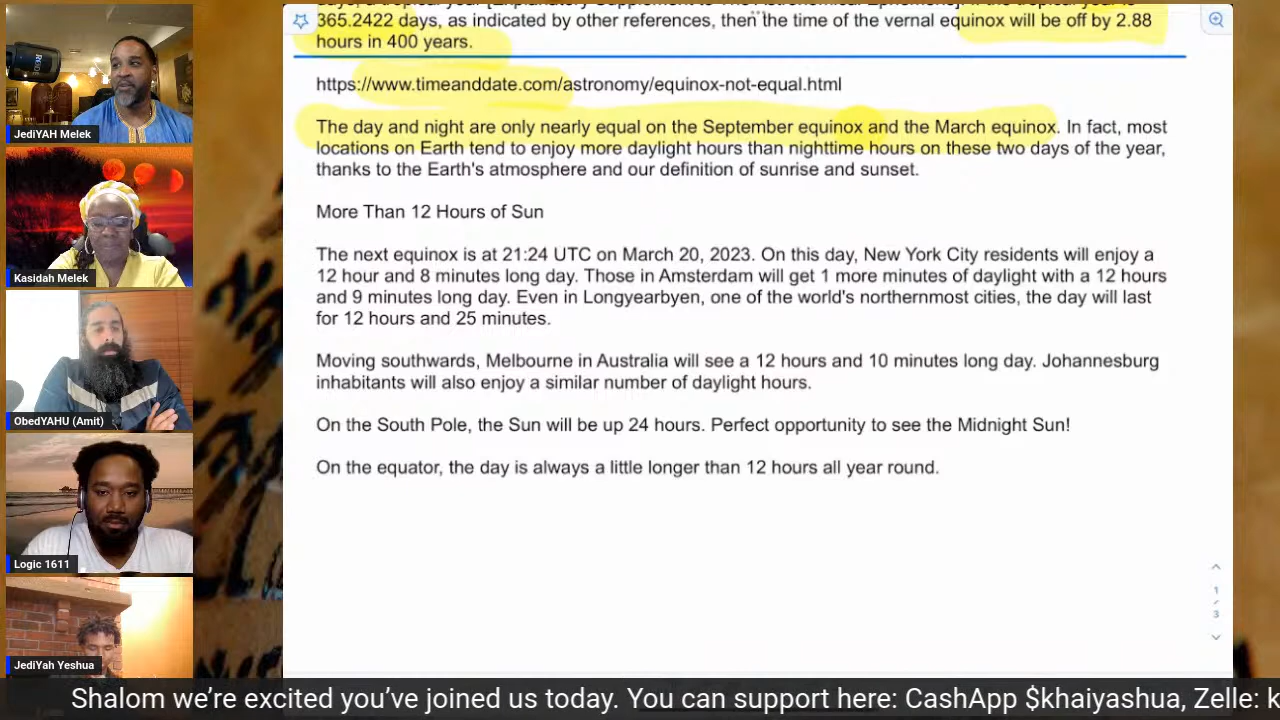 365.2422 days, as indicated by other references, then the time of the vernal equinox will be off by 2.88
hours in 400 years.
https://www.timeanddate.com/astronomy/equinox-not-equal.html
The day and night are only nearly equal on the September equinox and the March equinox. In fact, most
locations on Earth tend to enjoy more daylight hours than nighttime hours on these two days of the year,
thanks to the Earth's atmosphere and our definition of sunrise and sunset.
More Than 12 Hours of Sun
The next equinox is at 21:24 UTC on March 20, 2023. On this day, New York City residents will enjoy a
12 hour and 8 minutes long day. Those in Amsterdam will get 1 more minutes of daylight with a 12 hours
and 9 minutes long day. Even in Longyearbyen, one of the world's northernmost cities, the day will last
for 12 hours and 25 minutes.
Moving southwards, Melbourne in Australia will see a 12 hours and 10 minutes long day. Johannesburg
inhabitants will also enjoy a similar number of daylight hours.
On the South Pole, the Sun will be up 24 hours. Perfect opportunity to see the Midnight Sun!
On the equator, the day is always a little longer than 12 hours all year round.
1
/
3
JediYAH Melek
Kasidah Melek
ObedYAHU (Amit)
Logic 1611
JediYah Yeshua
Shalom we're excited you've joined us today. You can support here: CashApp $khaiyashua, Zelle: k